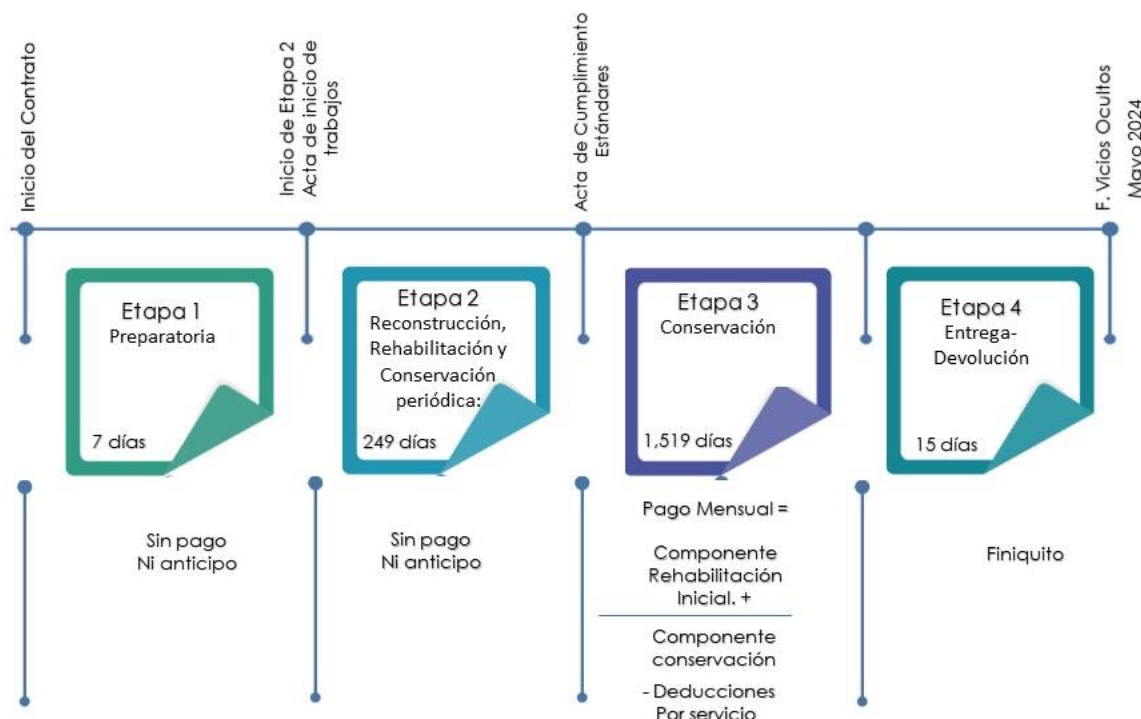 Inicio del Contrato
Inicio de Etapa 2
Acta de inicio de
trabajos
Acta de Cumplimiento
Estándares
F. Vicios Ocultos
Mayo 2024
Etapa 1
Preparatoria
7 días
Etapa 2
Reconstrucción,
Rehabilitación y
Conservación
periódica:
249 días
Etapa 3
Conservación
1,519 días
Etapa 4
Entrega-
Devolución
15 días
Sin pago
Ni anticipo
Sin pago
Ni anticipo
Pago Mensual =
Componente
Rehabilitación
Inicial. +
Componente
conservación
- Deducciones
Por servicio
Finiquito